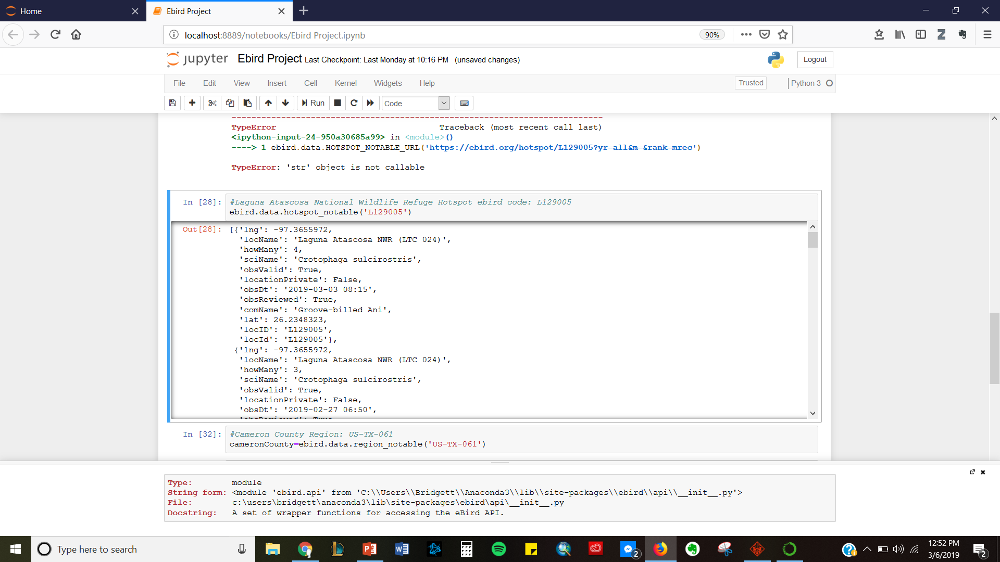 Home
Ebird Project
localhost:8889/notebooks/Ebird Project.ipynb
90%
jupyter
Ebird Project Last Checkpoint: Last Monday at 10:16 PM (unsaved changes)
Logout
File Edit View Insert Cell Kernel Widgets Help
Trusted
Python 3
Run
Code
---------------------------------------------------------------------------
TypeError Traceback (most recent call last)
<ipython-input-24-950a30685a99> in <module>()
----> 1 ebird.data.HOTSPOT_NOTABLE_URL('https://ebird.org/hotspot/L129005?yr=all&m=&rank=mrec')
TypeError: 'str' object is not callable
In [28]: #Laguna Atascosa National Wildlife Refuge Hotspot ebird code: L129005
ebird.data.hotspot_notable('L129005')
Out[28]: [{'lng': -97.3655972,
'locName': 'Laguna Atascosa NWR (LTC 024)',
'howMany': 4,
'sciName': 'Crotophaga sulcirostris',
'obsValid': True,
'locationPrivate': False,
'obsDt': '2019-03-03 08:15',
'obsReviewed': True,
'comName': 'Groove-billed Ani',
'lat': 26.2348323,
'locID': 'L129005',
'locId': 'L129005'},
{'lng': -97.3655972,
'locName': 'Laguna Atascosa NWR (LTC 024)',
'howMany': 3,
'sciName': 'Crotophaga sulcirostris',
'obsValid': True,
'locationPrivate': False,
'obsDt': '2019-02-27 06:50',
In [32]: #Cameron County Region: US-TX-061
cameronCounty=ebird.data.region_notable('US-TX-061')
Type: module
String form: <module 'ebird.api' from 'C:\\Users\\Bridgett\\Anaconda3\\lib\\site-packages\\ebird\\api\\__init__.py'>
File: c:\users\bridgett\anaconda3\lib\site-packages\ebird\api\__init__.py
Docstring: A set of wrapper functions for accessing the eBird API.
Type here to search
2
12:52 PM
3/6/2019
2